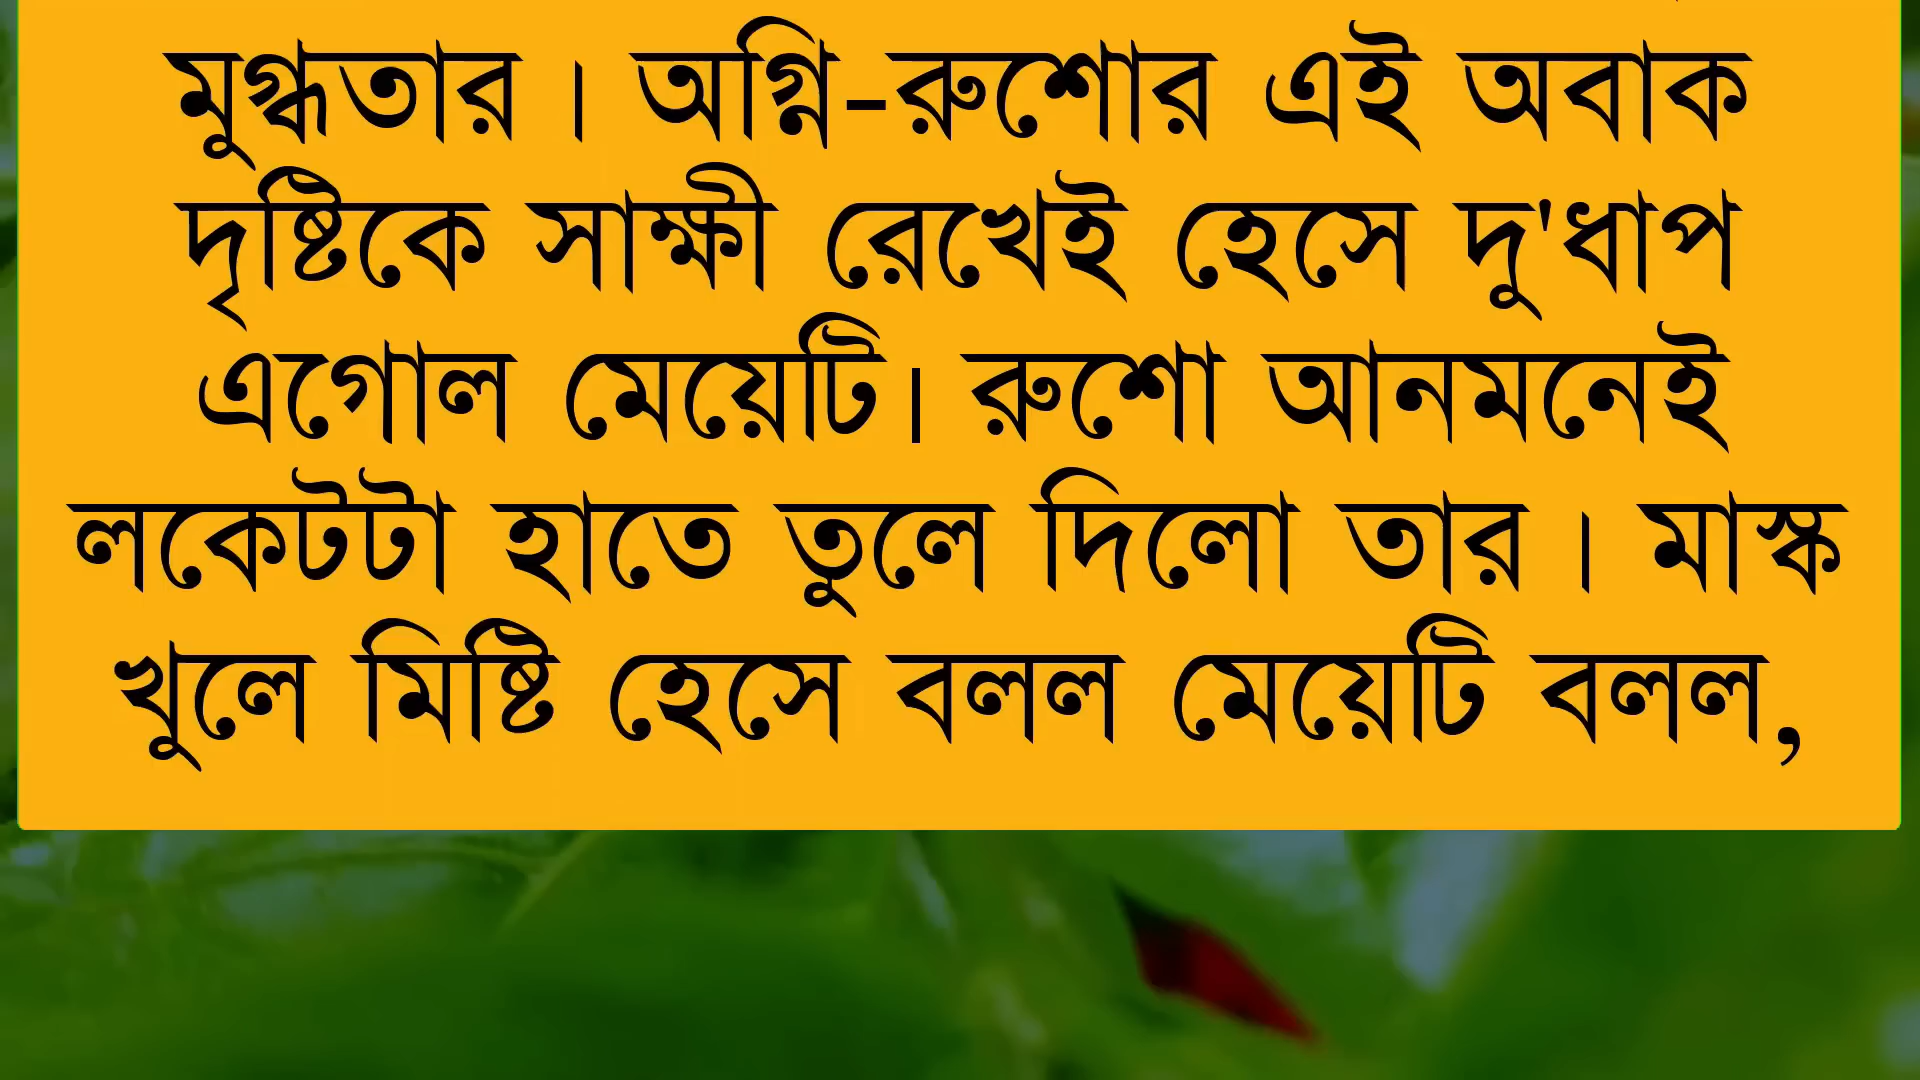 মুগ্ধতার । অগ্নি-রুশোর এই অবাক
দৃষ্টিকে সাক্ষী রেখেই হেসে দু'ধাপ
এগোল মেয়েটি। রুশো আনমনেই
লকেটটা হাতে তুলে দিলো তার । মাস্ক
খুলে মিষ্টি হেসে বলল মেয়েটি বলল,